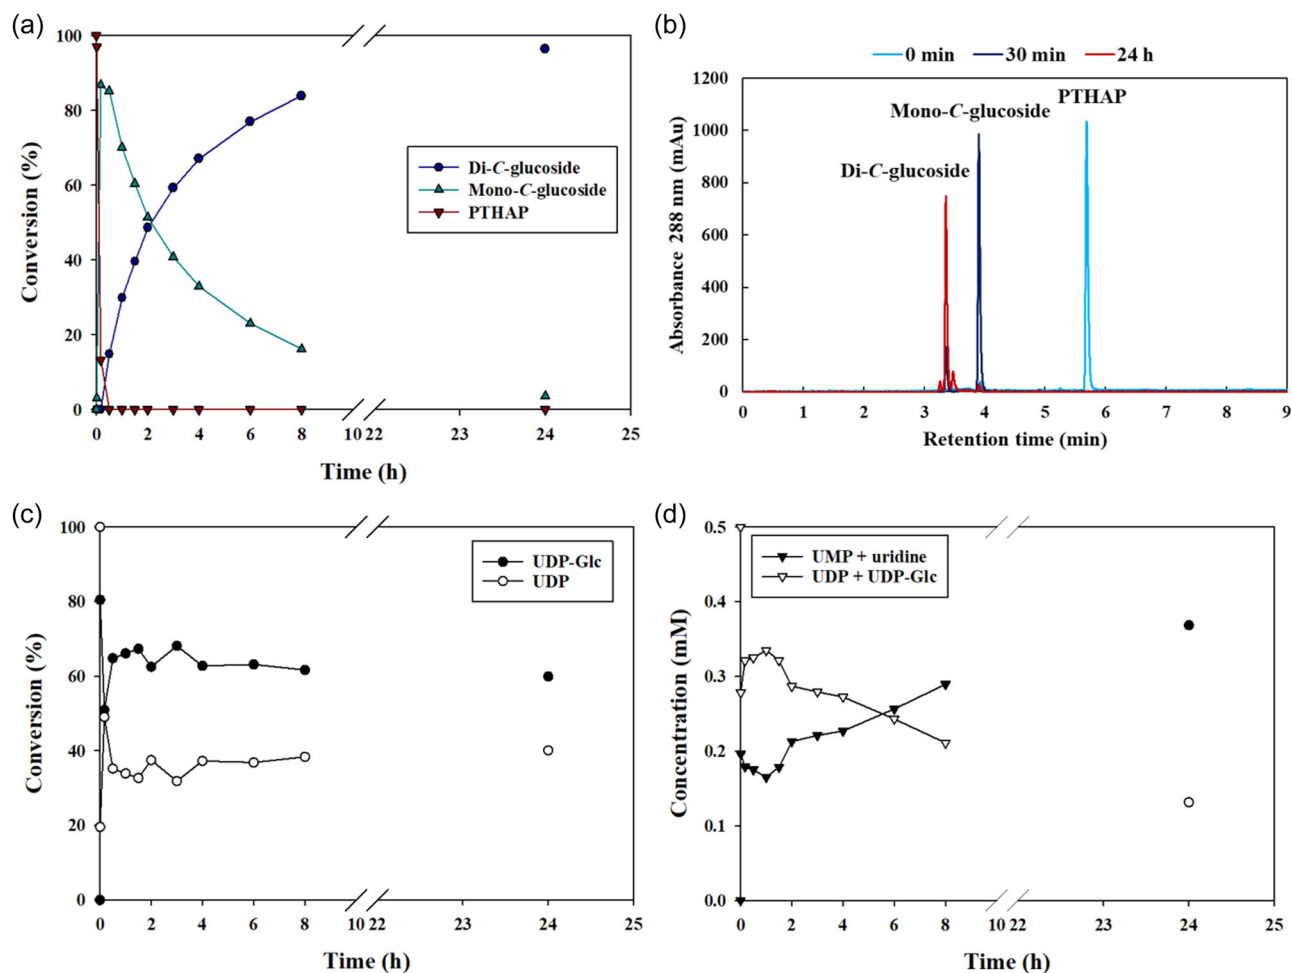 (a)
100
80
60
40
20
0
Conversion (%)
Di-C-glucoside
Mono-C-glucoside
PTHAP
0 2 4 6 8 10 22 23 24 25
Time (h)
(b)
0 min 30 min 24 h
1200
1000
800
600
400
200
0
Absorbance 288 nm (mAu)
PTHAP
Mono-C-glucoside
Di-C-glucoside
0 1 2 3 4 5 6 7 8 9
Retention time (min)
(c)
100
80
60
40
20
0
Conversion (%)
UDP-Glc
UDP
0 2 4 6 8 10 22 23 24 25
Time (h)
(d)
0.5
0.4
0.3
0.2
0.1
0.0
Concentration (mM)
UMP + uridine
UDP + UDP-Glc
0 2 4 6 8 10 22 23 24 25
Time (h)